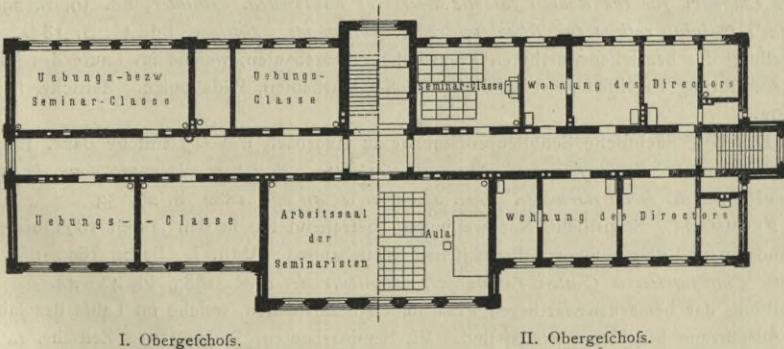 Uebungs-bezw
Seminar-Classe
Uebungs-
Classe
Seminar-Classe
Wohnung des Directors
Uebungs - - Classe
Arbeitssaal
der
Seminaristen
Aula
Wohnung des Directors
I. Obergeſchoſs.
II. Obergeſchoſs.